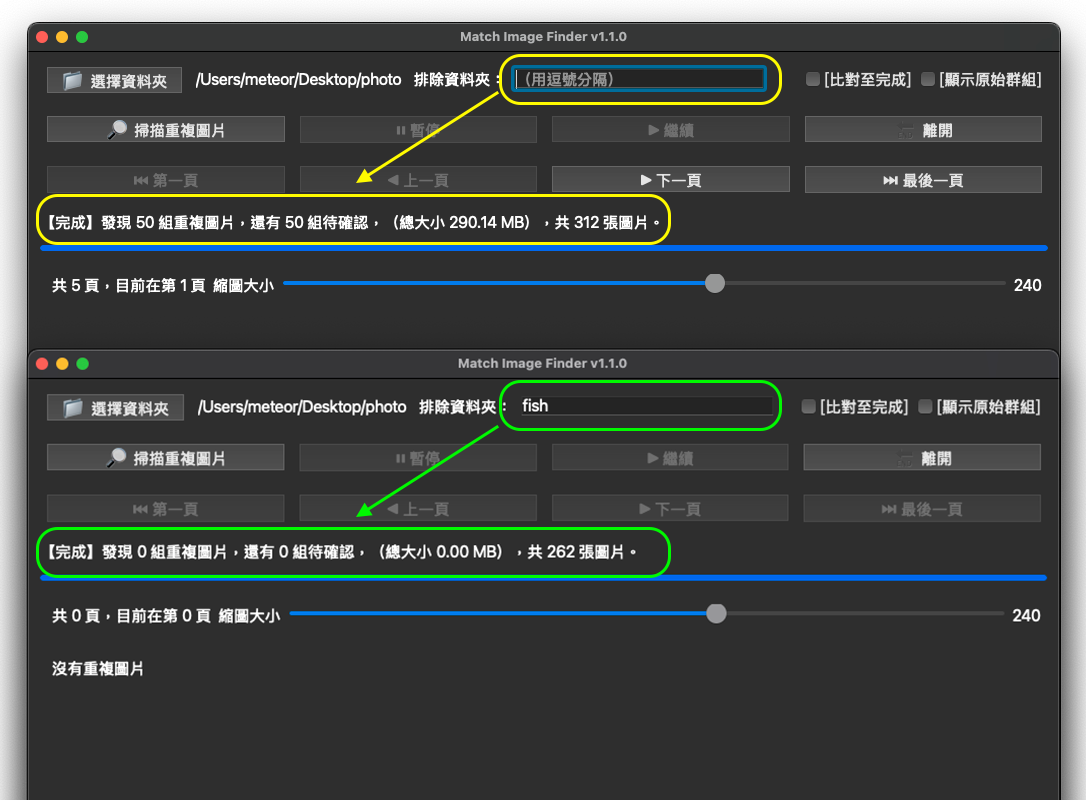 Match Image Finder v1.1.0
選擇資料夾 /Users/meteor/Desktop/photo 排除資料夾： （用逗號分隔） [比對至完成] [顯示原始群組]
掃描重複圖片 暫停 繼續 離開
第一頁 上一頁 下一頁 最後一頁
【完成】發現 50 組重複圖片，還有 50 組待確認，（總大小 290.14 MB），共 312 張圖片。
共 5 頁，目前在第 1 頁 縮圖大小 240
Match Image Finder v1.1.0
選擇資料夾 /Users/meteor/Desktop/photo 排除資料夾： fish [比對至完成] [顯示原始群組]
掃描重複圖片 暫停 繼續 離開
第一頁 上一頁 下一頁 最後一頁
【完成】發現 0 組重複圖片，還有 0 組待確認，（總大小 0.00 MB），共 262 張圖片。
共 0 頁，目前在第 0 頁 縮圖大小 240
沒有重複圖片